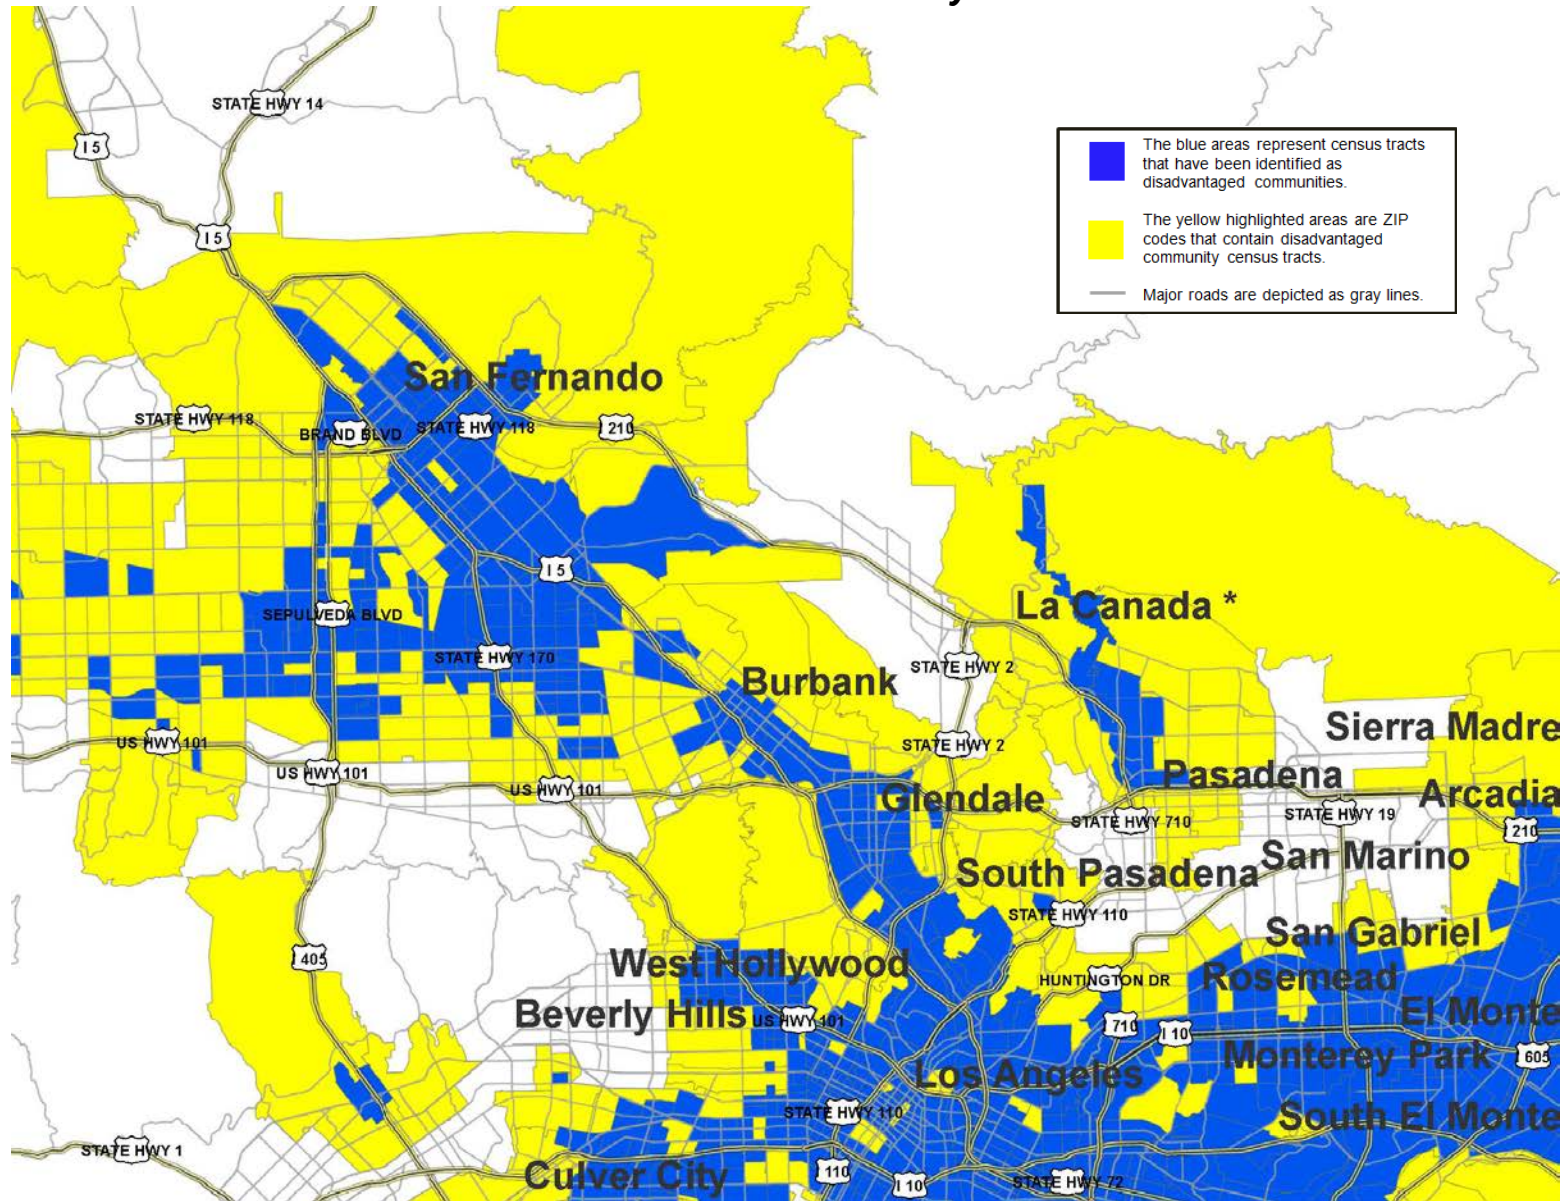 y
STATE HWY 14
I 5
The blue areas represent census tracts
that have been identified as
disadvantaged communities.
The yellow highlighted areas are ZIP
codes that contain disadvantaged
community census tracts.
Major roads are depicted as gray lines.
I 5
San Fernando
STATE HWY 118
BRAND BLVD
STATE HWY 118
I 210
I 5
SEPULVEDA BLVD
La Canada *
STATE HWY 170
STATE HWY 2
Burbank
Sierra Madre
US HWY 101
STATE HWY 2
US HWY 101
Pasadena
US HWY 101
Glendale
Arcadia
STATE HWY 710
STATE HWY 19
I 210
San Marino
South Pasadena
STATE HWY 110
San Gabriel
I 405
West Hollywood
HUNTINGTON DR
Rosemead
Beverly Hills
US HWY 101
El Monte
I 710
I 10
Monterey Park
I 605
Los Angeles
STATE HWY 110
South El Monte
STATE HWY 1
Culver City
I 110
I 10
STATE HWY 72